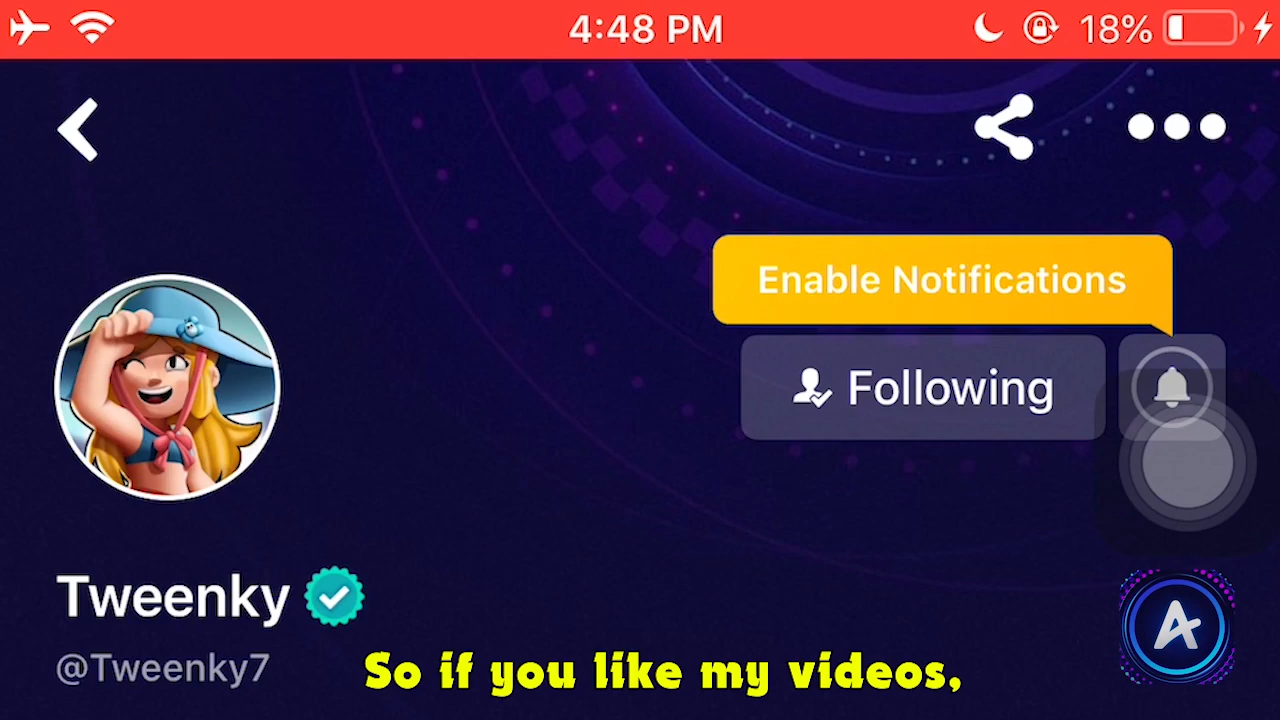 4:48 PM
18%
Enable Notifications
Following
Tweenky
@Tweenky7
So if you like my videos,